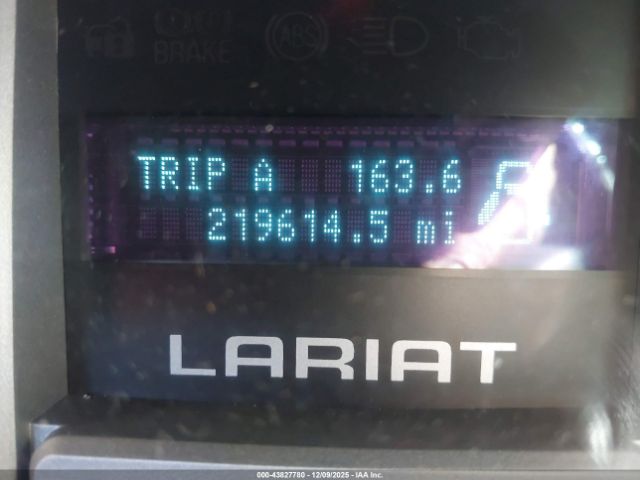 BRAKE
ABS
TRIP A 163.6
219614.5 mi
LARIAT
000-43827780 - 12/09/2025 - IAA Inc.